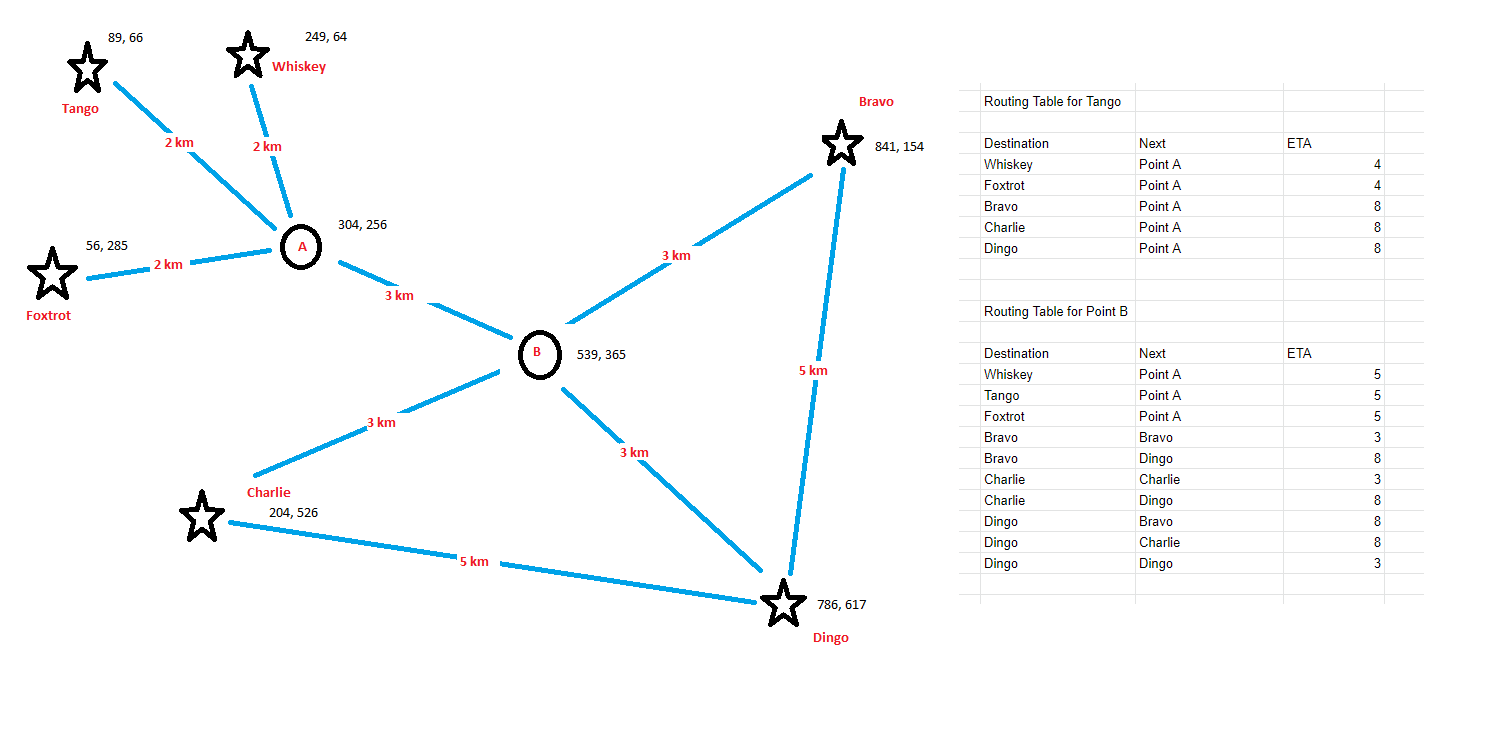 89, 66
249, 64
Whiskey
Tango
2 km
2 km
304, 256
A
56, 285
2 km
Foxtrot
3 km
Bravo
841, 154
3 km
B
539, 365
5 km
3 km
3 km
Charlie
204, 526
5 km
786, 617
Dingo
Routing Table for Tango
Destination Next ETA
Whiskey Point A 4
Foxtrot Point A 4
Bravo Point A 8
Charlie Point A 8
Dingo Point A 8
Routing Table for Point B
Destination Next ETA
Whiskey Point A 5
Tango Point A 5
Foxtrot Point A 5
Bravo Bravo 3
Bravo Dingo 8
Charlie Charlie 3
Charlie Dingo 8
Dingo Bravo 8
Dingo Charlie 8
Dingo Dingo 3